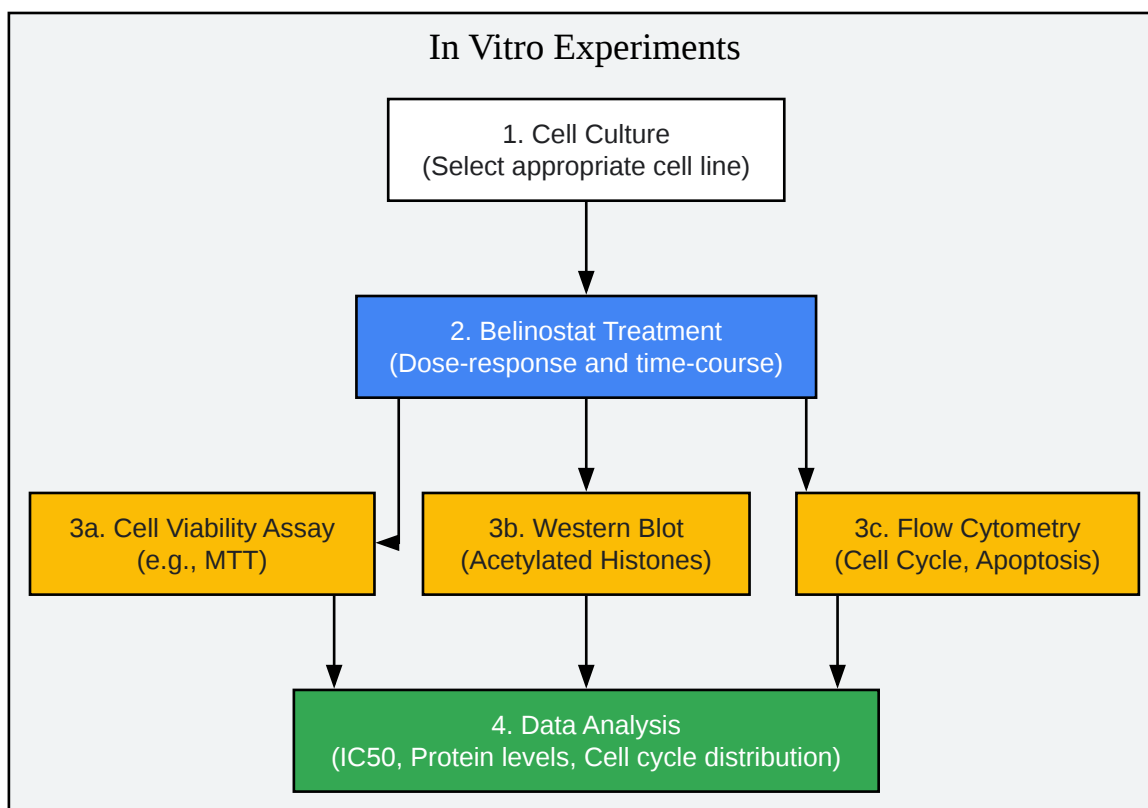 In Vitro Experiments
1. Cell Culture
(Select appropriate cell line)
2. Belinostat Treatment
(Dose-response and time-course)
3a. Cell Viability Assay
(e.g., MTT)
3b. Western Blot
(Acetylated Histones)
3c. Flow Cytometry
(Cell Cycle, Apoptosis)
4. Data Analysis
(IC50, Protein levels, Cell cycle distribution)